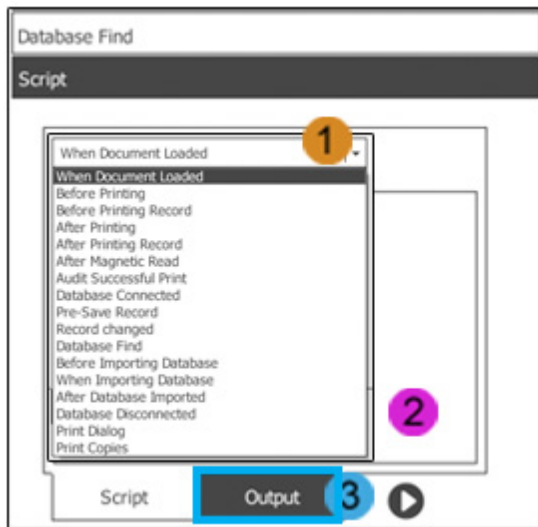 Database Find
Script
1
When Document Loaded
When Document Loaded
Before Printing
Before Printing Record
After Printing
After Printing Record
After Magnetic Read
Audit Successful Print
Database Connected
Pre-Save Record
Record changed
Database Find
Before Importing Database
When Importing Database
After Database Imported
Database Disconnected
Print Dialog
Print Copies
2
Script
Output
3